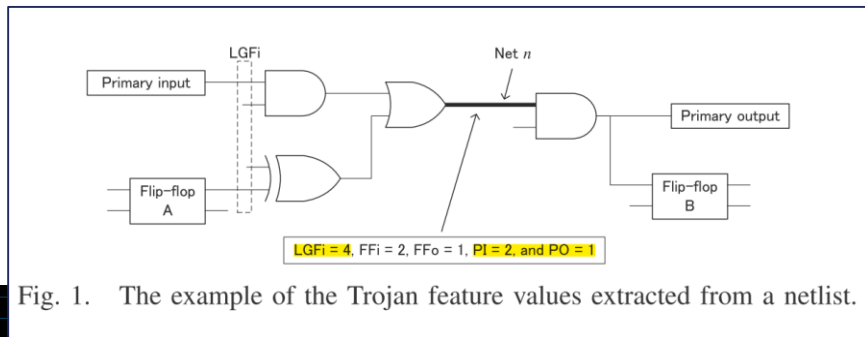 LGFi
Net n
Primary input
Primary output
Flip-flop
A
Flip-flop
B
LGFi = 4, FFi = 2, FFo = 1, PI = 2, and PO = 1
Fig. 1. The example of the Trojan feature values extracted from a netlist.